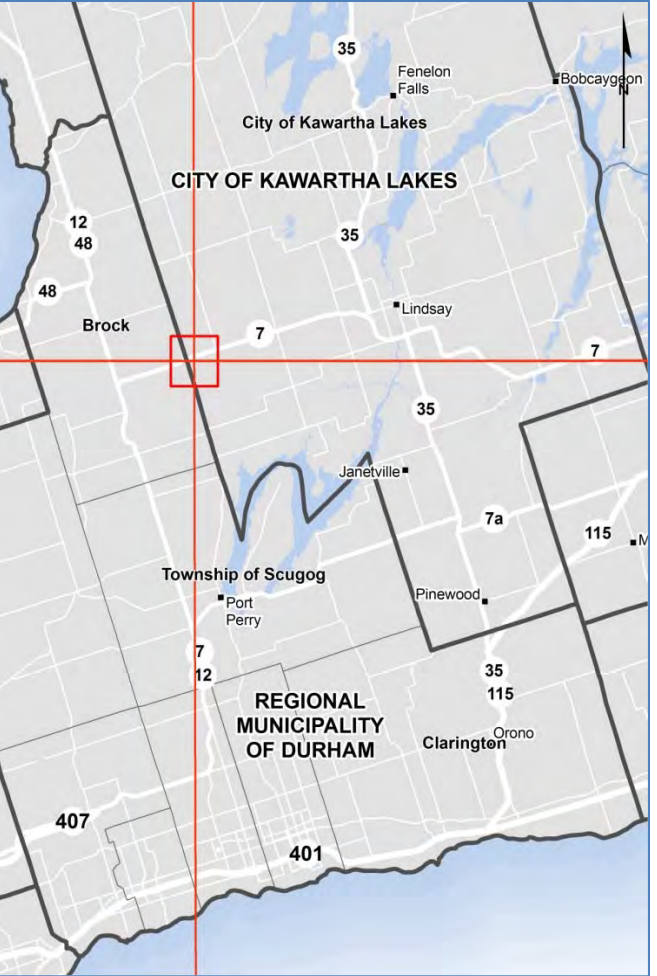 35
Fenelon
Falls
Bobcaygeon
N
City of Kawartha Lakes
CITY OF KAWARTHA LAKES
12
48
35
48
Lindsay
Brock
7
7
35
Janetville
7a
115
M
Township of Scugog
Pinewood
Port
Perry
7
12
35
115
REGIONAL
MUNICIPALITY
OF DURHAM
Orono
Clarington
407
401